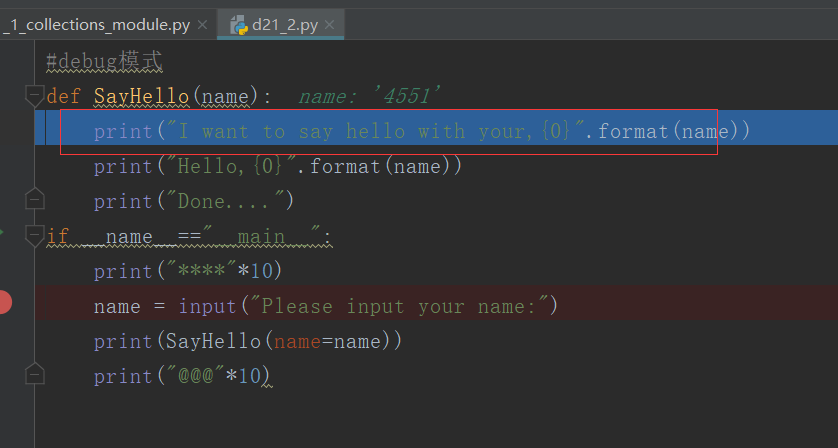 _1_collections_module.py × d21_2.py ×
#debug模式
def SayHello(name): name: '4551'
print("I want to say hello with your,{0}".format(name))
print("Hello,{0}".format(name))
print("Done....")
if __name__=="__main__":
print("****"*10)
name = input("Please input your name:")
print(SayHello(name=name))
print("@@@"*10)